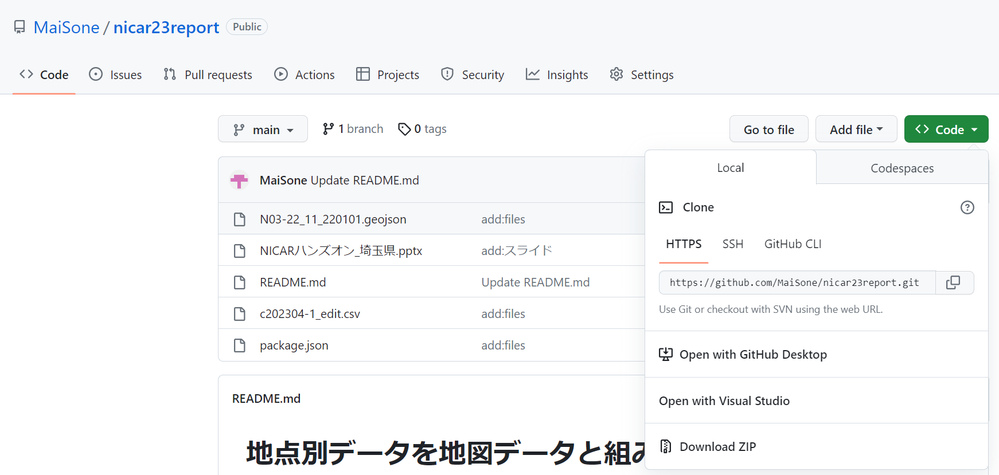 MaiSone / nicar23report Public
Code Issues Pull requests Actions Projects Security Insights Settings
main 1 branch 0 tags Go to file Add file Code
Local Codespaces
MaiSone Update README.md
Clone
N03-22_11_220101.geojson add:files
HTTPS SSH GitHub CLI
NICARハンズオン_埼玉県.pptx add:スライド
README.md Update README.md
https://github.com/MaiSone/nicar23report.git
Use Git or checkout with SVN using the web URL.
c202304-1_edit.csv add:files
package.json add:files
Open with GitHub Desktop
README.md
Open with Visual Studio
地点別データを地図データと組み
Download ZIP